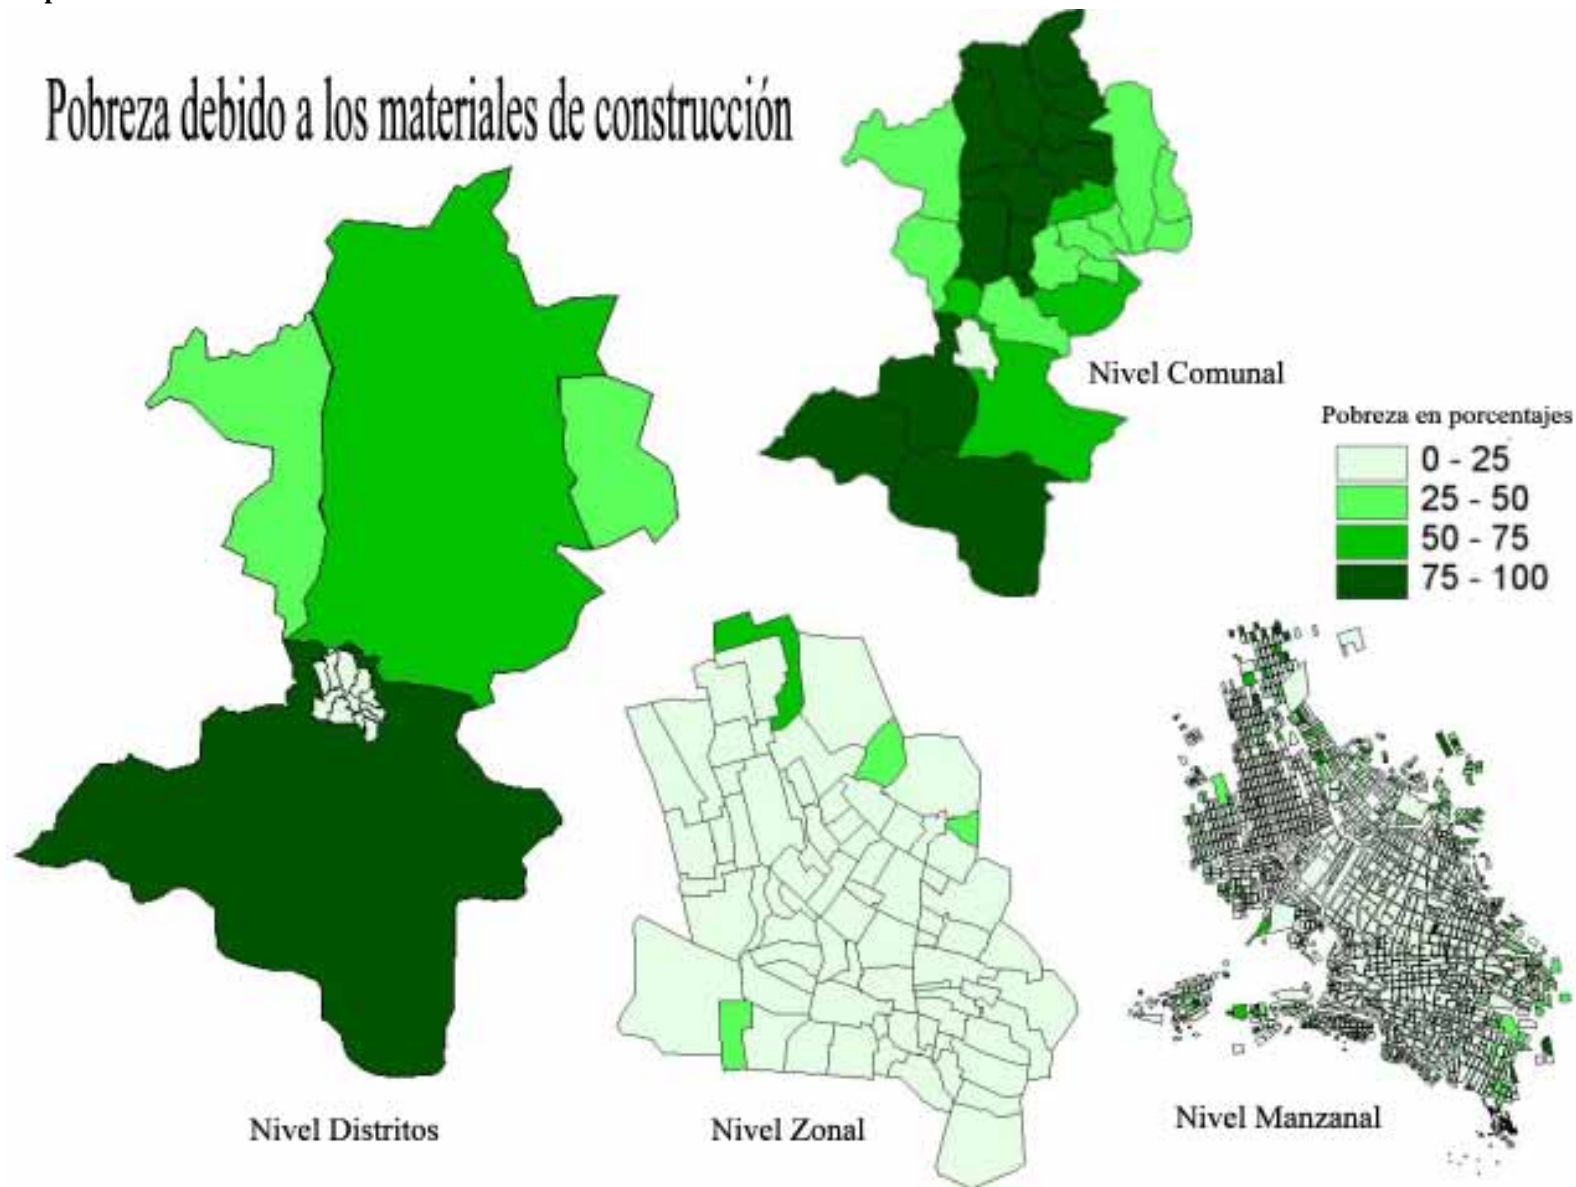 Pobreza debido a los materiales de construcción
Nivel Comunal
Pobreza en porcentajes
0 - 25
25 - 50
50 - 75
75 - 100
Nivel Distritos
Nivel Zonal
Nivel Manzanal